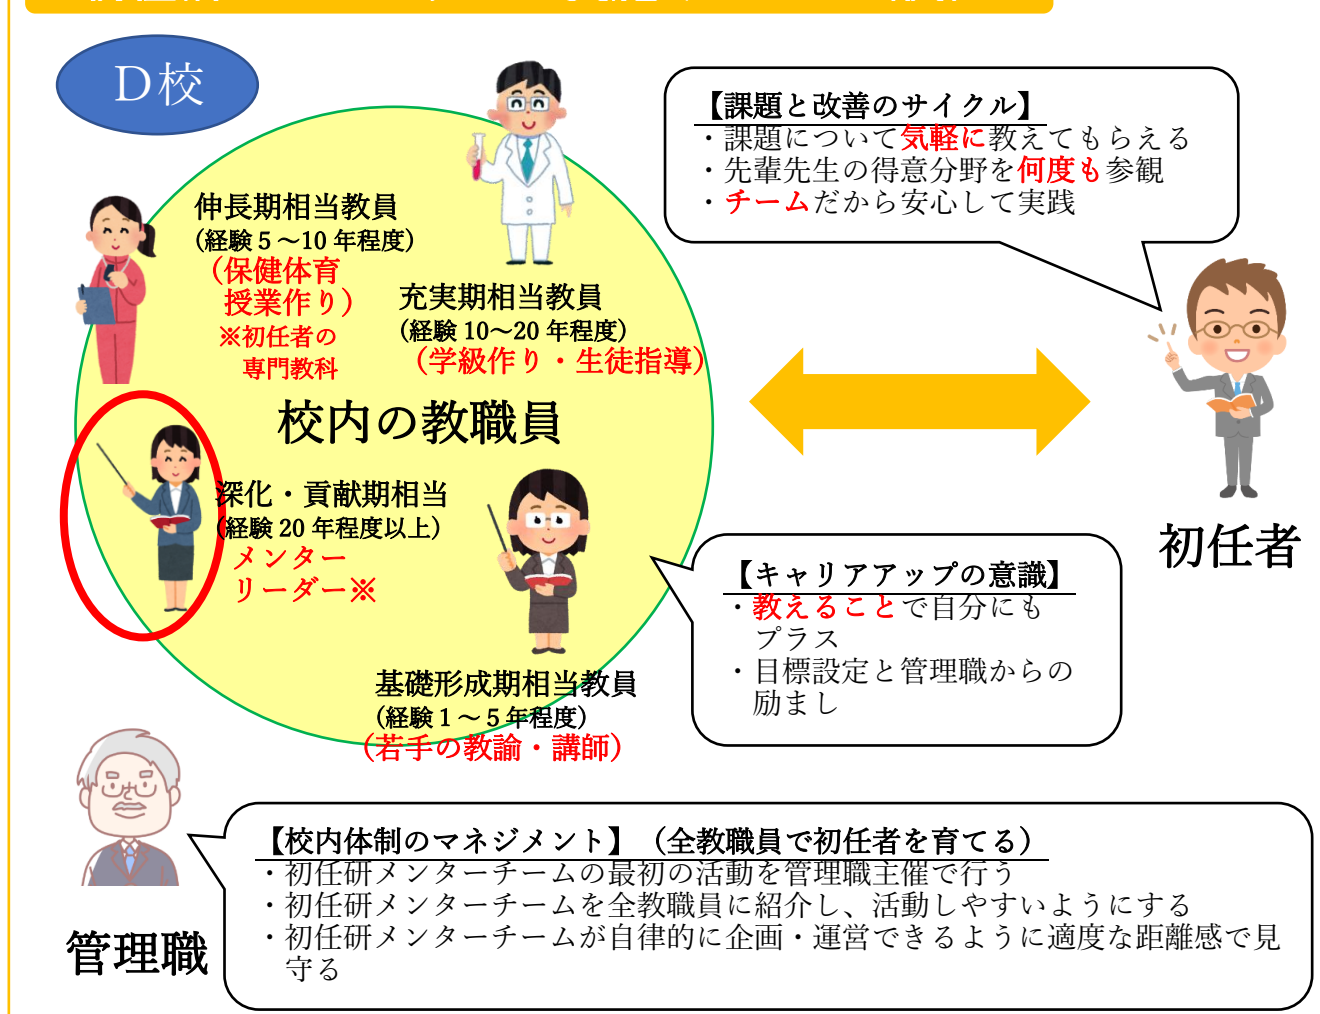 D校
【課題と改善のサイクル】
・課題について気軽に教えてもらえる
・先輩先生の得意分野を何度も参観
・チームだから安心して実践
伸長期相当教員
(経験5～10年程度)
（保健体育
授業作り）
※初任者の
専門教科
充実期相当教員
(経験10～20年程度)
（学級作り・生徒指導）
校内の教職員
深化・貢献期相当
(経験20年程度以上)
メンター
リーダー※
初任者
【キャリアアップの意識】
・教えることで自分にも
プラス
・目標設定と管理職からの
励まし
基礎形成期相当教員
(経験1～5年程度)
（若手の教諭・講師）
【校内体制のマネジメント】（全教職員で初任者を育てる）
・初任研メンターチームの最初の活動を管理職主催で行う
・初任研メンターチームを全教職員に紹介し、活動しやすいようにする
・初任研メンターチームが自律的に企画・運営できるように適度な距離感で見
守る
管理職